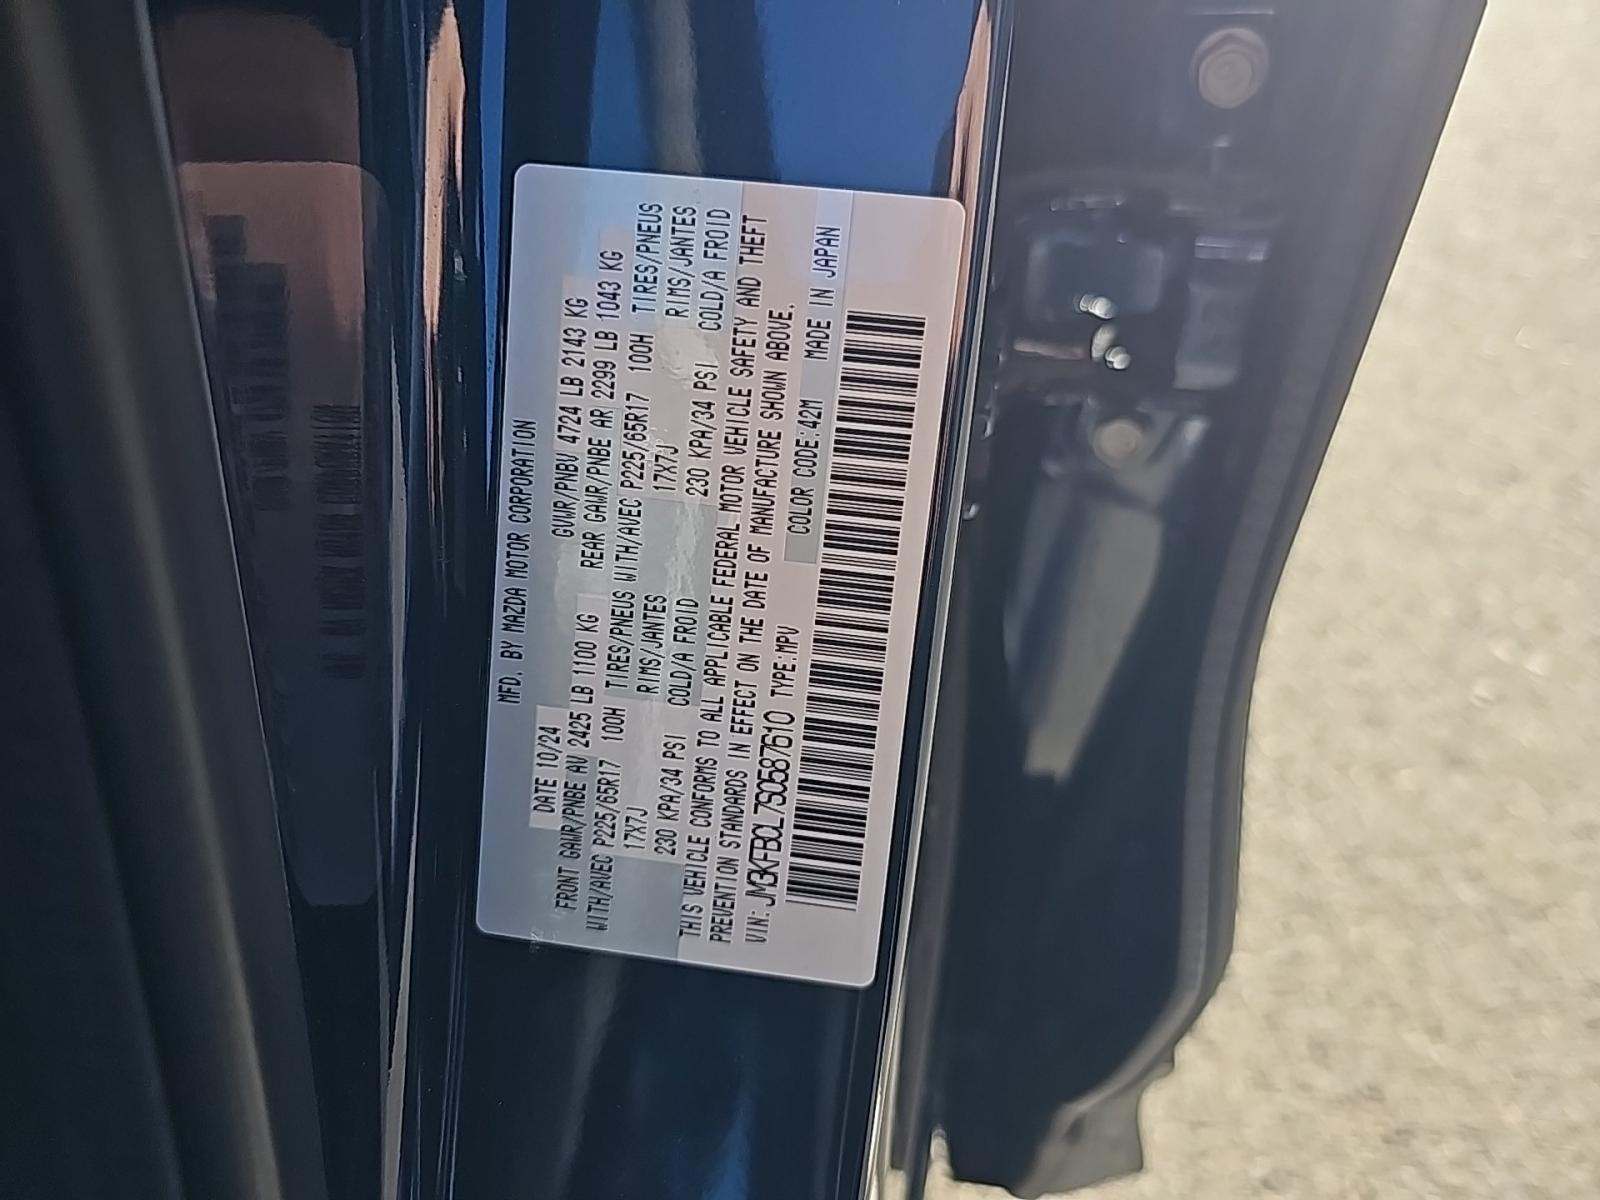 MFD. BY MAZDA MOTOR CORPORATION
DATE 10/24 GVWR/PNBV 4724 LB 2143 KG
FRONT GAWR/PNBE AV 2425 LB 1100 KG REAR GAWR/PNBE AR 2299 LB 1043 KG
WITH/AVEC P225/65R17 100H TIRES/PNEUS WITH/AVEC P225/65R17 100H TIRES/PNEUS
17X7J RIMS/JANTES 17X7J RIMS/JANTES
230 KPA/34 PSI COLD/A FROID 230 KPA/34 PSI COLD/A FROID
THIS VEHICLE CONFORMS TO ALL APPLICABLE FEDERAL MOTOR VEHICLE SAFETY AND THEFT
PREVENTION STANDARDS IN EFFECT ON THE DATE OF MANUFACTURE SHOWN ABOVE.
VIN: JM3KFBCL7S0587610 TYPE:MPV COLOR CODE:42M MADE IN JAPAN